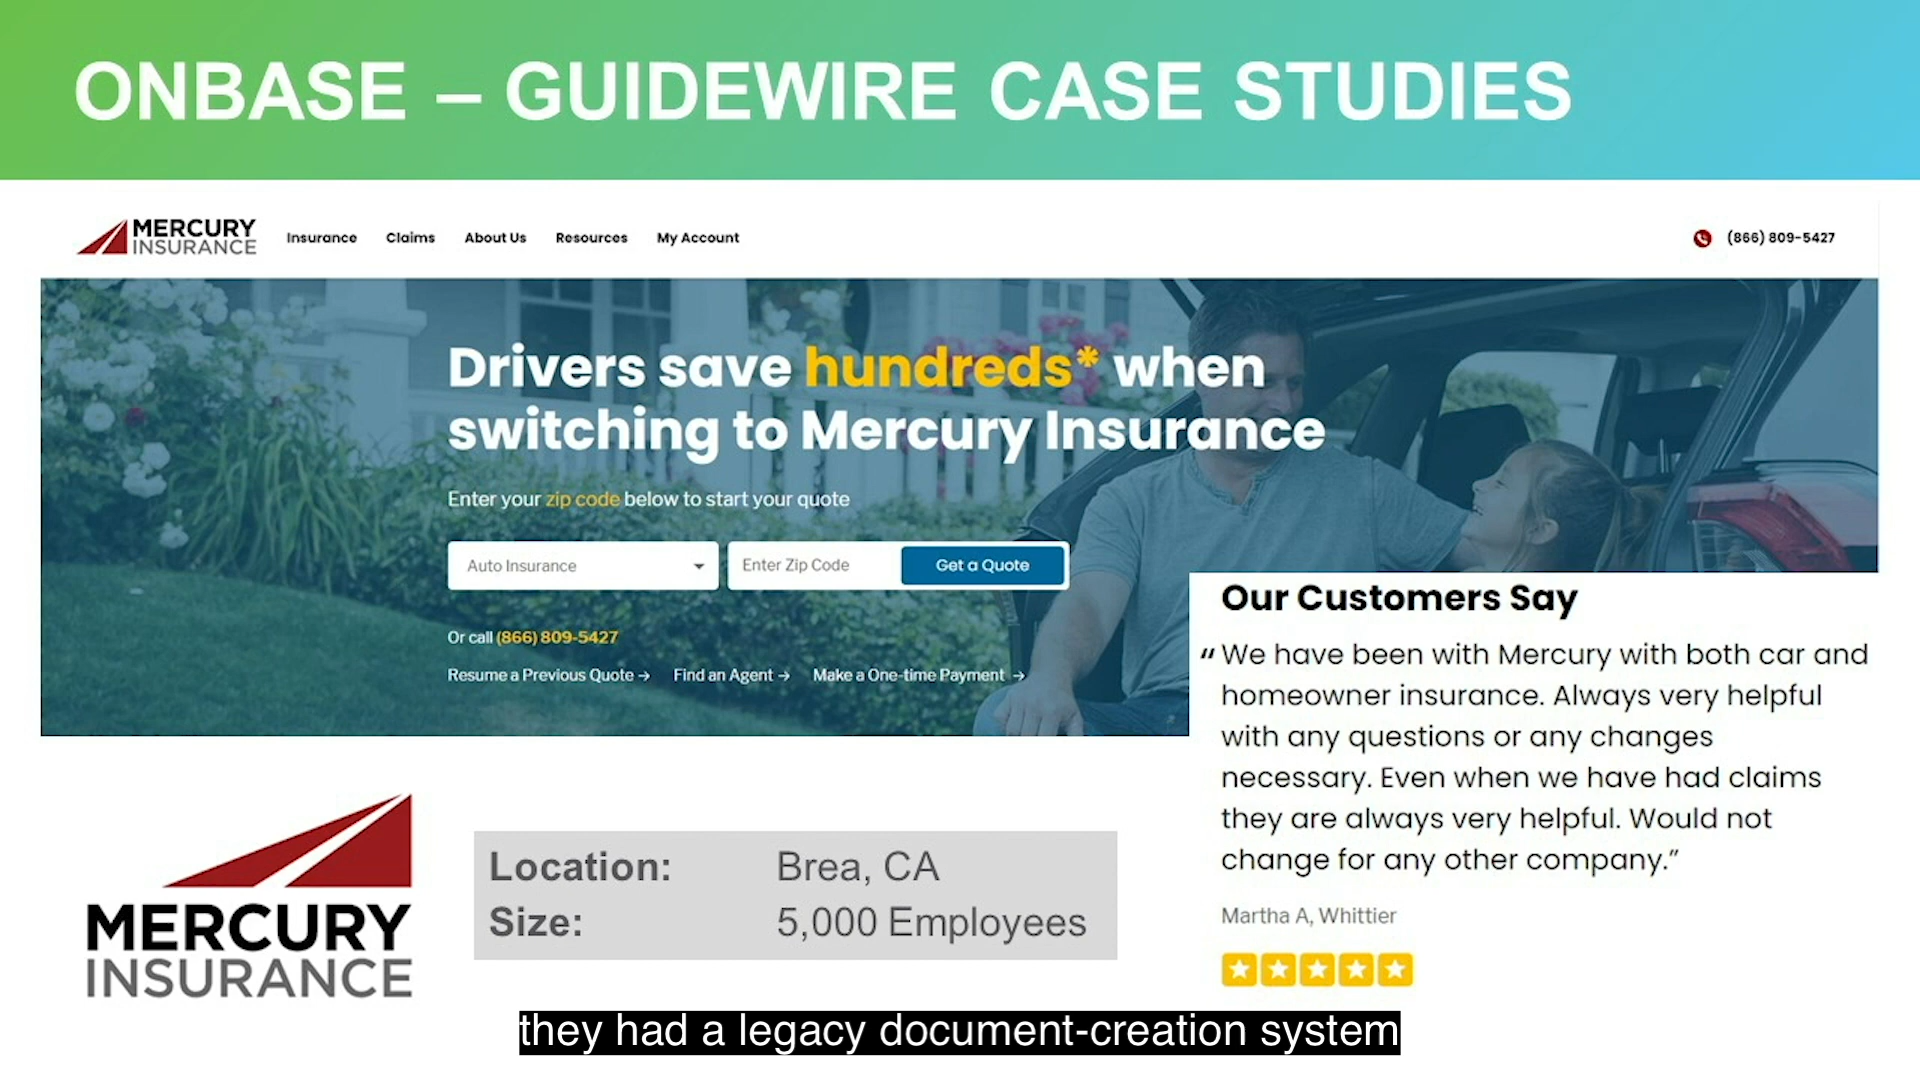 ONBASE – GUIDEWIRE CASE STUDIES
MERCURY
INSURANCE
Insurance Claims About Us Resources My Account
(866) 809-5427
Drivers save hundreds* when
switching to Mercury Insurance
Enter your zip code below to start your quote
Auto Insurance
Enter Zip Code
Get a Quote
Or call (866) 809-5427
Resume a Previous Quote → Find an Agent → Make a One-time Payment →
Our Customers Say
“We have been with Mercury with both car and
homeowner insurance. Always very helpful
with any questions or any changes
necessary. Even when we have had claims
they are always very helpful. Would not
change for any other company.”
Martha A, Whittier
MERCURY
INSURANCE
Location: Brea, CA
Size: 5,000 Employees
they had a legacy document-creation system